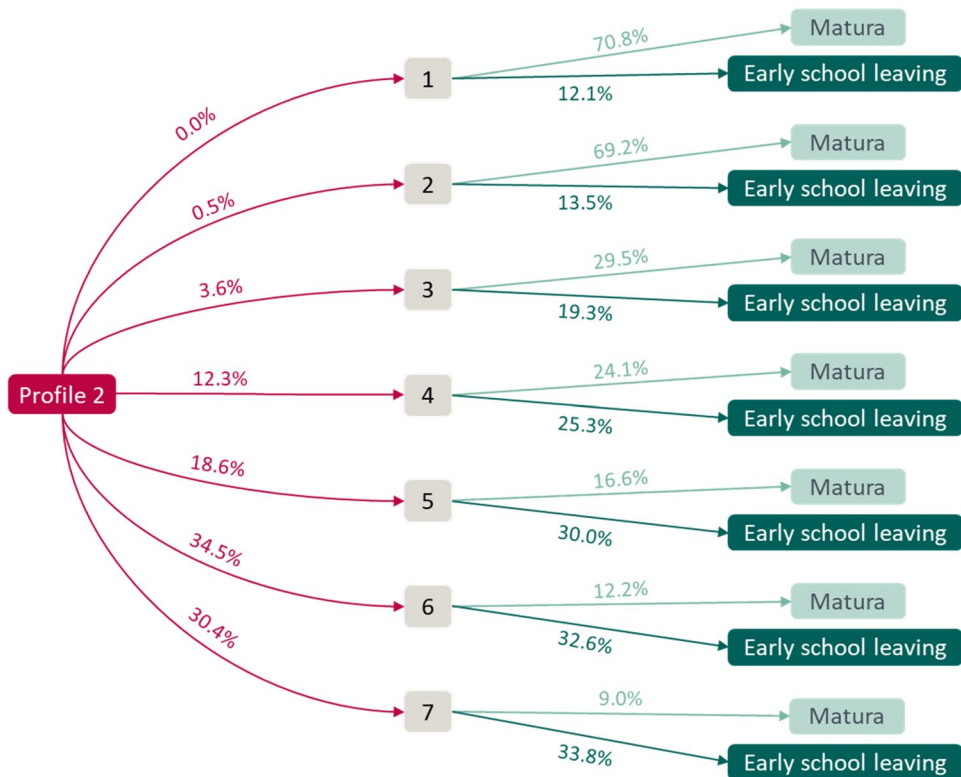 Matura
70.8%
1
Early school leaving
12.1%
0.0%
Matura
69.2%
2
Early school leaving
13.5%
0.5%
Matura
29.5%
3.6%
3
Early school leaving
19.3%
Matura
24.1%
Profile 2
12.3%
4
Early school leaving
25.3%
18.6%
Matura
16.6%
5
Early school leaving
30.0%
34.5%
Matura
12.2%
6
Early school leaving
32.6%
30.4%
Matura
9.0%
7
Early school leaving
33.8%